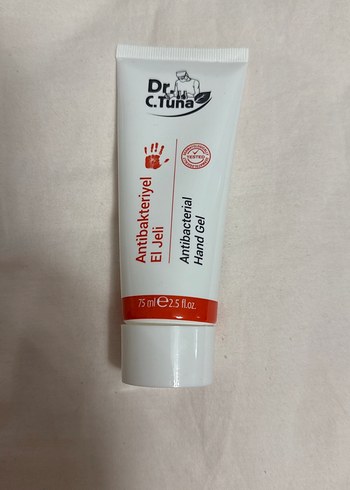 Dr.
C.Tuna
Antibakteriyel
El Jeli
TESTED
Antibacterial
Hand Gel
75 ml ℮ 2.5 fl.oz.